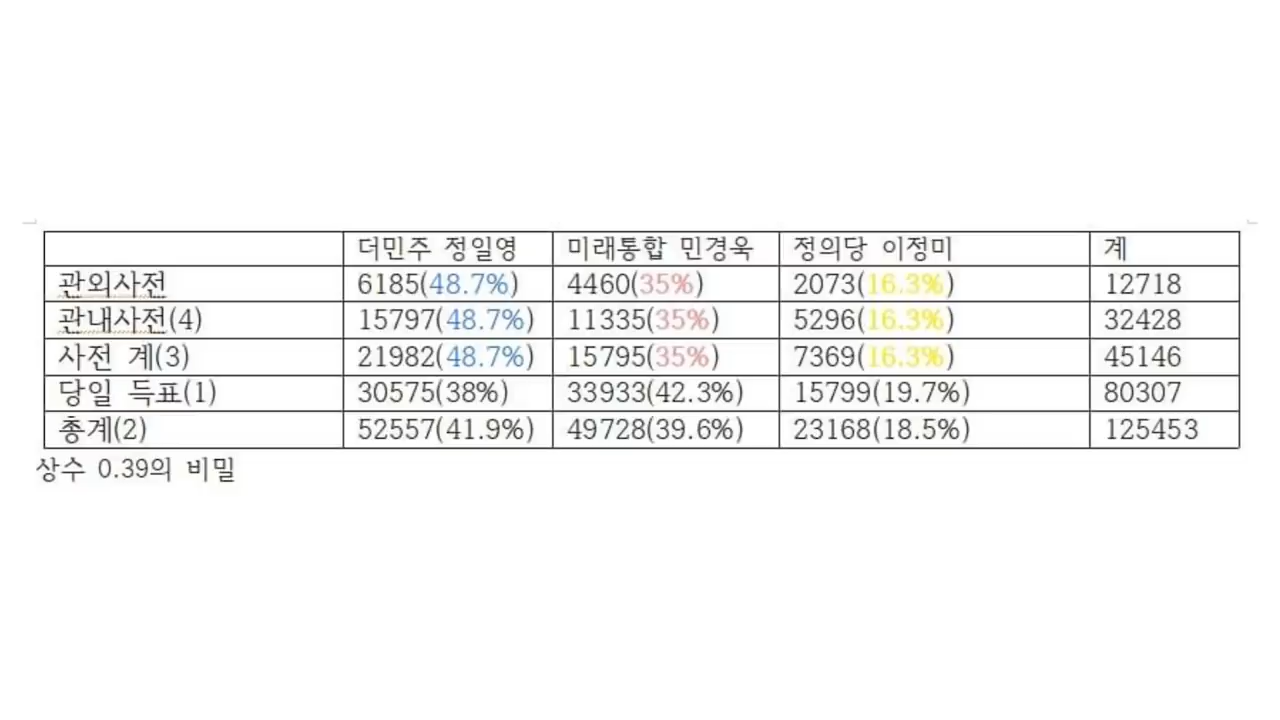 더민주 정일영 미래통합 민경욱 정의당 이정미 계
관외사전 6185(48.7%) 4460(35%) 2073(16.3%) 12718
관내사전(4) 15797(48.7%) 11335(35%) 5296(16.3%) 32428
사전 계(3) 21982(48.7%) 15795(35%) 7369(16.3%) 45146
당일 득표(1) 30575(38%) 33933(42.3%) 15799(19.7%) 80307
총계(2) 52557(41.9%) 49728(39.6%) 23168(18.5%) 125453
상수 0.39의 비밀